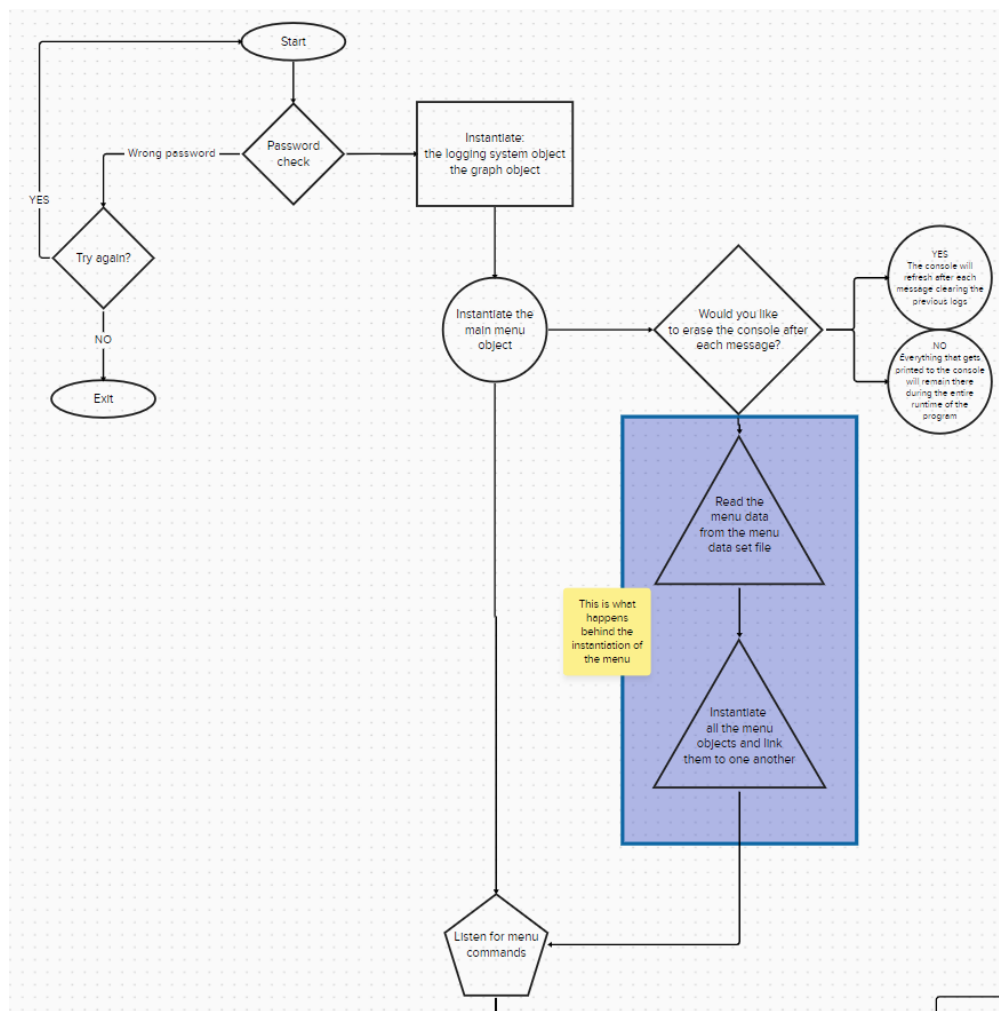 Start
Password
check
Wrong password
Instantiate:
the logging system object
the graph object
YES
Try again?
NO
Exit
Instantiate the
main menu
object
Would you like
to erase the console after
each message?
YES
The console will
refresh after each
message clearing the
previous logs
NO
Everything that gets
printed to the console
will remain there
during the entire
runtime of the
program
Read the
menu data
from the menu
data set file
This is what
happens
behind the
instantiation of
the menu
Instantiate
all the menu
objects and link
them to one another
Listen for menu
commands